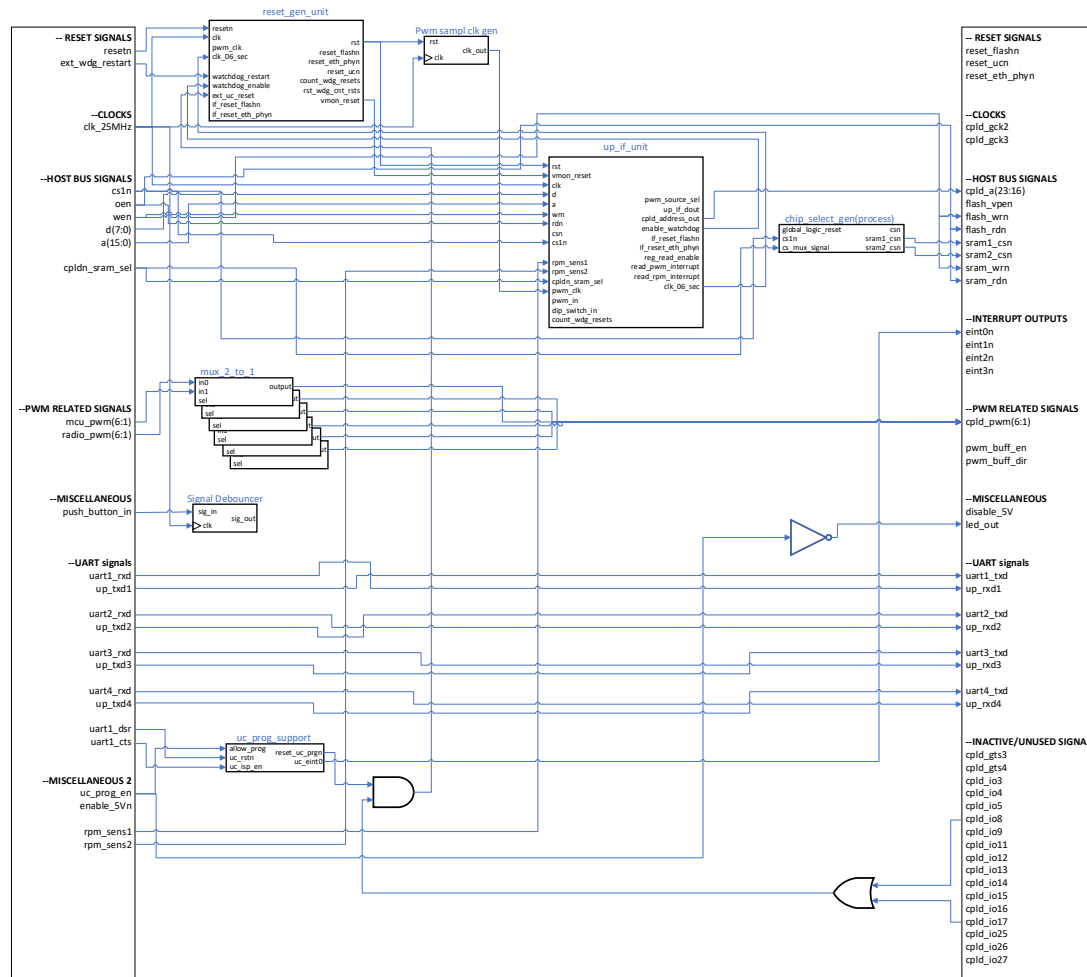 -- RESET SIGNALS
resetn
ext_wdg_restart
--CLOCKS
clk_25MHz
--HOST BUS SIGNALS
cs1n
oen
wen
d(7:0)
a(15:0)
cpldn_sram_sel
--PWM RELATED SIGNALS
mcu_pwm(6:1)
radio_pwm(6:1)
--MISCELLANEOUS
push_button_in
--UART signals
uart1_rxd
up_txd1
uart2_rxd
up_txd2
uart3_rxd
up_txd3
uart4_rxd
up_txd4
uart1_dsr
uart1_cts
--MISCELLANEOUS 2
uc_prog_en
enable_5Vn
rpm_sens1
rpm_sens2
reset_gen_unit
resetn
clk
pwm_clk
clk_06_sec
watchdog_restart
watchdog_enable
ext_uc_reset
if_reset_flashn
if_reset_eth_phyn
rst
reset_flashn
reset_eth_phyn
reset_ucn
count_wdg_resets
rst_wdg_cnt_rsts
vmon_reset
Pwm sampl clk gen
rst
clk
clk_out
up_if_unit
rst
vmon_reset
clk
d
a
wrn
rdn
csn
cs1n
rpm_sens1
rpm_sens2
cpldn_sram_sel
pwm_clk
pwm_in
dip_switch_in
count_wdg_resets
pwm_source_sel
up_if_dout
cpld_address_out
enable_watchdog
if_reset_flashn
if_reset_eth_phyn
reg_read_enable
read_pwm_interrupt
read_rpm_interrupt
clk_06_sec
chip_select_gen(process)
global_logic_reset
cs1n
cs_mux_signal
csn
sram1_csn
sram2_csn
mux_2_to_1
in0
in1
sel
output
sel
sel
sel
sel
sel
Signal Debouncer
sig_in
clk
sig_out
uc_prog_support
allow_prog
uc_rstn
uc_isp_en
reset_uc_prgn
uc_eint0
-- RESET SIGNALS
reset_flashn
reset_ucn
reset_eth_phyn
--CLOCKS
cpld_gck2
cpld_gck3
--HOST BUS SIGNALS
cpld_a(23:16)
flash_vpen
flash_wrn
flash_rdn
sram1_csn
sram2_csn
sram_wrn
sram_rdn
--INTERRUPT OUTPUTS
eint0n
eint1n
eint2n
eint3n
--PWM RELATED SIGNALS
cpld_pwm(6:1)
pwm_buff_en
pwm_buff_dir
--MISCELLANEOUS
disable_5V
led_out
--UART signals
uart1_txd
up_rxd1
uart2_txd
up_rxd2
uart3_txd
up_rxd3
uart4_txd
up_rxd4
--INACTIVE/UNUSED SIGNA
cpld_gts3
cpld_gts4
cpld_io3
cpld_io4
cpld_io5
cpld_io8
cpld_io9
cpld_io11
cpld_io12
cpld_io13
cpld_io14
cpld_io15
cpld_io16
cpld_io17
cpld_io25
cpld_io26
cpld_io27